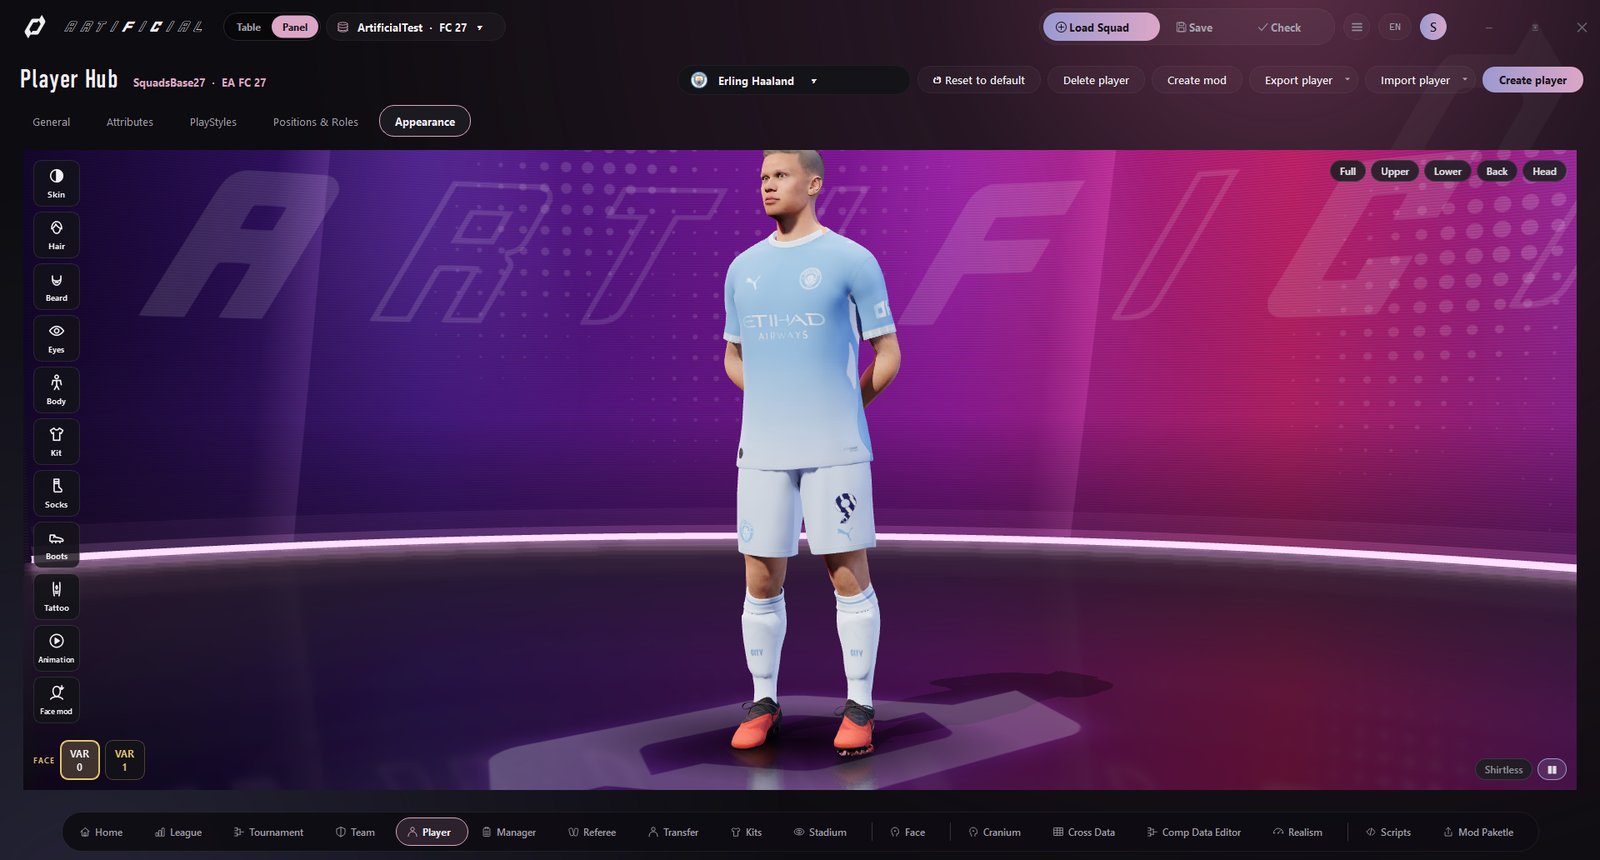 ARTIFICIAL
Table
Panel
ArtificialTest · FC 27
Load Squad
Save
Check
EN
S
Player Hub
SquadsBase27 · EA FC 27
Erling Haaland
Reset to default
Delete player
Create mod
Export player
Import player
Create player
General
Attributes
PlayStyles
Positions & Roles
Appearance
Skin
Hair
Beard
Eyes
Body
Kit
Socks
Boots
Tattoo
Animation
Face mod
Full
Upper
Lower
Back
Head
ARTIFICI
ETIHAD
AIRWAYS
9
CITY
CITY
FACE
VAR
0
VAR
1
Shirtless
Home
League
Tournament
Team
Player
Manager
Referee
Transfer
Kits
Stadium
Face
Cranium
Cross Data
Comp Data Editor
Realism
Scripts
Mod Paketle